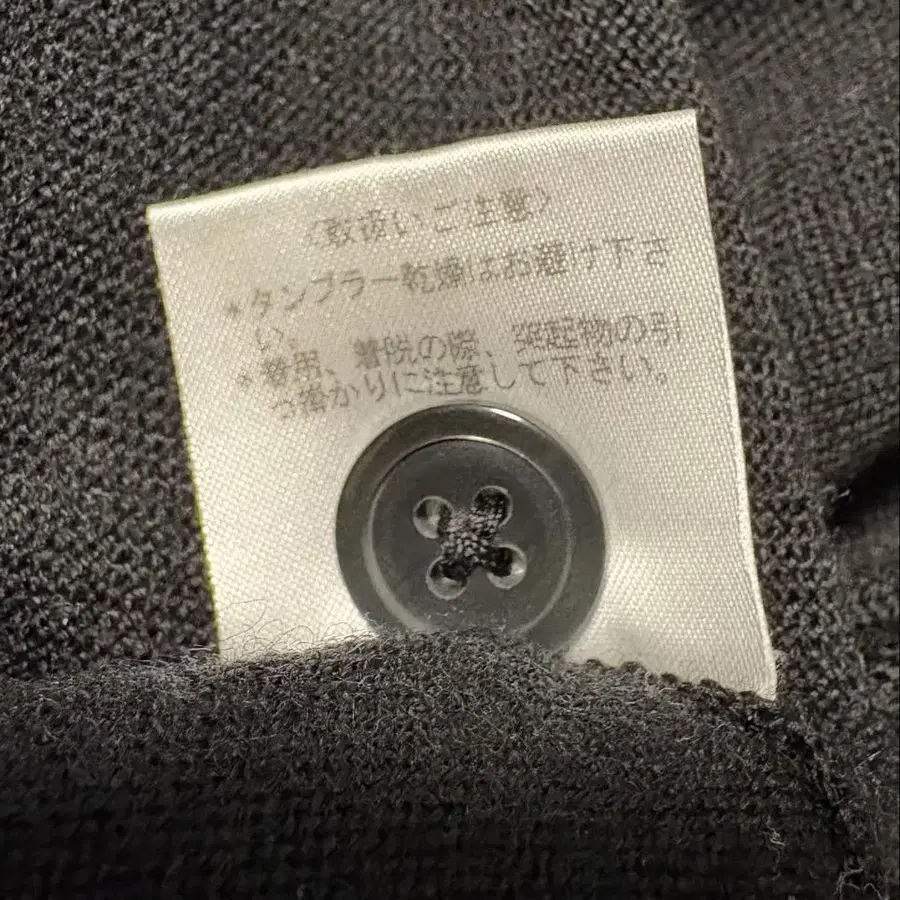 〈取扱いご注意〉
*タンブラー乾燥はお避け下さ
い。
*着用、着脱の際、突起物の引
っ掛かりに注意して下さい。